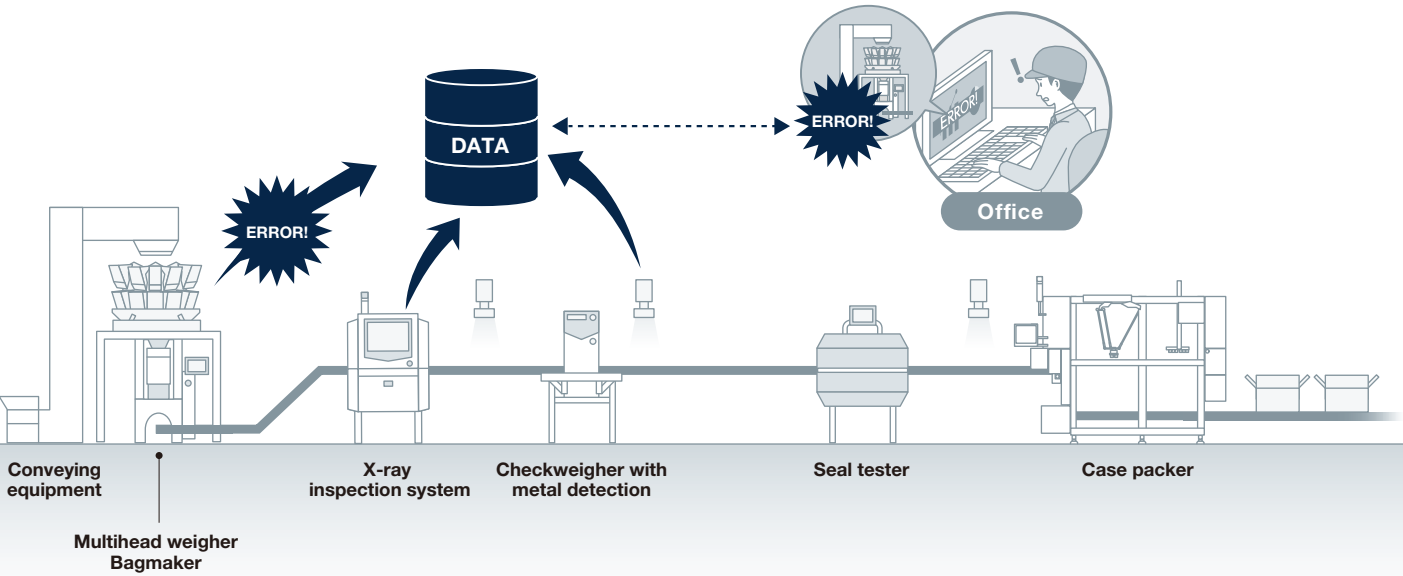 ERROR!
ERROR!
!
DATA
ERROR!
Office
Conveying
equipment
X-ray
inspection system
Checkweigher with
metal detection
Seal tester
Case packer
Multihead weigher
Bagmaker